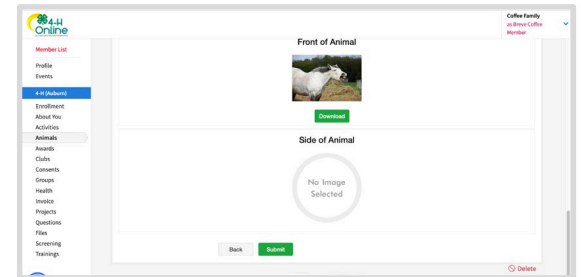 4-H
Online
Coffee Family
as Breve Coffee
Member
Member List
Profile
Events
4-H (Auburn)
Enrollment
About You
Activities
Animals
Awards
Clubs
Consents
Groups
Health
Invoice
Projects
Questions
Files
Screening
Trainings
Front of Animal
Download
Side of Animal
No Image
Selected
Back
Submit
Delete